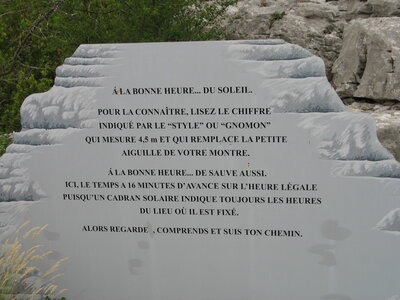 À LA BONNE HEURE... DU SOLEIL.
POUR LA CONNAÎTRE, LISEZ LE CHIFFRE
INDIQUÉ PAR LE "STYLE" OU "GNOMON"
QUI MESURE 4,5 m ET QUI REMPLACE LA PETITE
AIGUILLE DE VOTRE MONTRE.
À LA BONNE HEURE... DE SAUVE AUSSI.
ICI, LE TEMPS A 16 MINUTES D'AVANCE SUR L'HEURE LÉGALE
PUISQU'UN CADRAN SOLAIRE INDIQUE TOUJOURS LES HEURES
DU LIEU OÙ IL EST FIXÉ.
ALORS REGARDE , COMPRENDS ET SUIS TON CHEMIN.